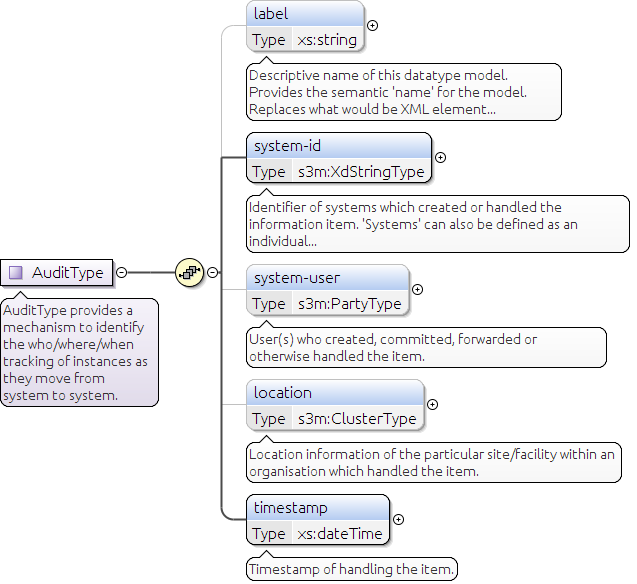 label
Type xs:string
Descriptive name of this datatype model.
Provides the semantic 'name' for the model.
Replaces what would be XML element...
system-id
Type s3m:XdStringType
Identifier of systems which created or handled the
information item. 'Systems' can also be defined as an
individual...
AuditType
AuditType provides a
mechanism to identify
the who/where/when
tracking of instances as
they move from
system to system.
system-user
Type s3m:PartyType
User(s) who created, committed, forwarded or
otherwise handled the item.
location
Type s3m:ClusterType
Location information of the particular site/facility within an
organisation which handled the item.
timestamp
Type xs:dateTime
Timestamp of handling the item.